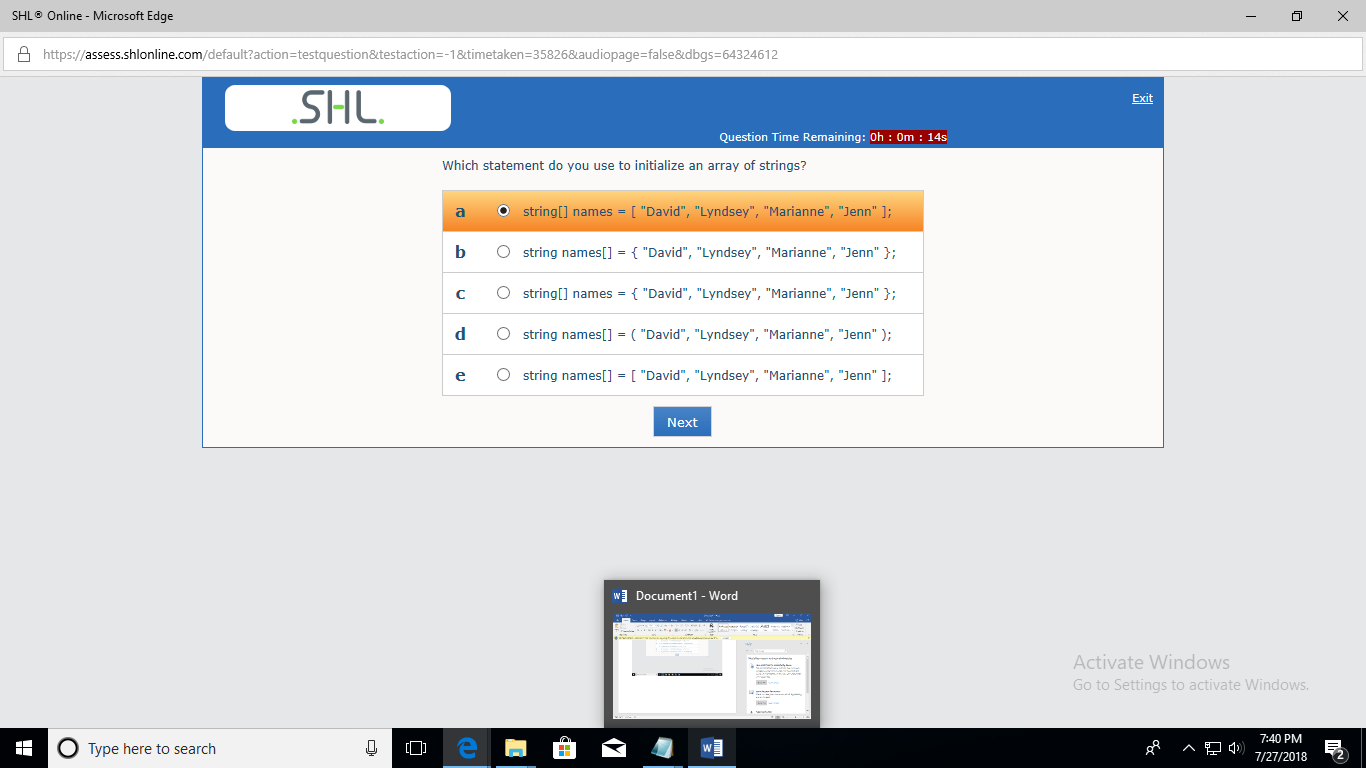 SHL® Online - Microsoft Edge
https://assess.shlonline.com/default?action=testquestion&testaction=-1&timetaken=35826&audiopage=false&dbgs=64324612
.SHL.
Exit
Question Time Remaining: 0h : 0m : 14s
Which statement do you use to initialize an array of strings?
a string[] names = [ "David", "Lyndsey", "Marianne", "Jenn" ];
b string names[] = { "David", "Lyndsey", "Marianne", "Jenn" };
c string[] names = { "David", "Lyndsey", "Marianne", "Jenn" };
d string names[] = ( "David", "Lyndsey", "Marianne", "Jenn" );
e string names[] = [ "David", "Lyndsey", "Marianne", "Jenn" ];
Next
Document1 - Word
Activate Windows
Go to Settings to activate Windows.
Type here to search
7:40 PM
7/27/2018
2